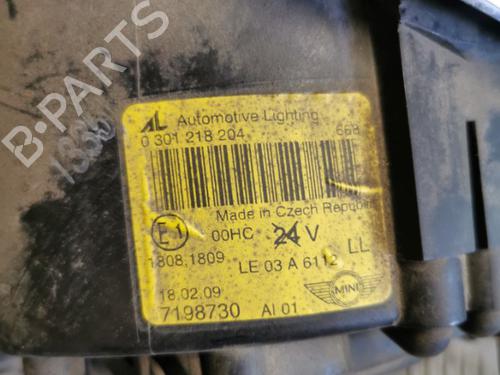 B-PARTS
AL Automotive Lighting
0 301 218 204 668
Made in Czech Republic
E1 00HC 24 V LL
1808,1809 LE 03 A 6112
18.02.09 MINI
7198730 AI 01